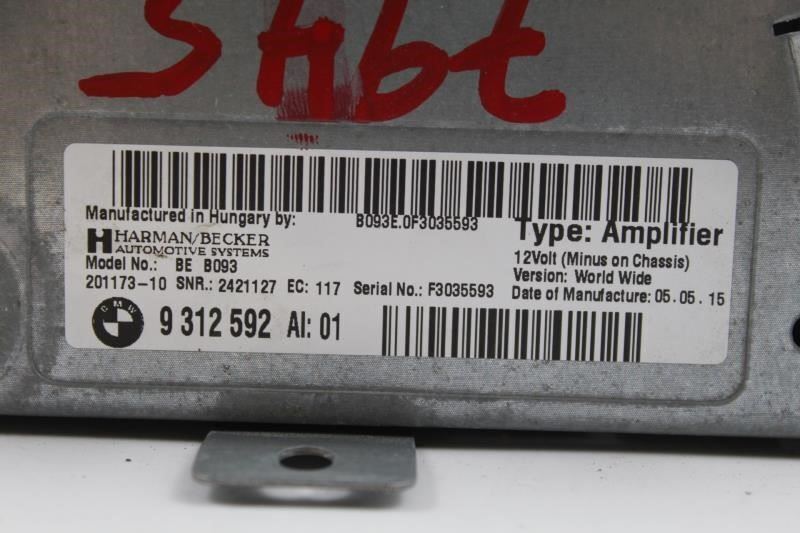 Manufactured in Hungary by:
B093E.0F3035593
HARMAN/BECKER
AUTOMOTIVE SYSTEMS
Type: Amplifier
12Volt (Minus on Chassis)
Model No.: BE B093
Version: World Wide
201173-10 SNR.: 2421127 EC: 117 Serial No.: F3035593
Date of Manufacture: 05.05.15
BMW
9 312 592 AI: 01